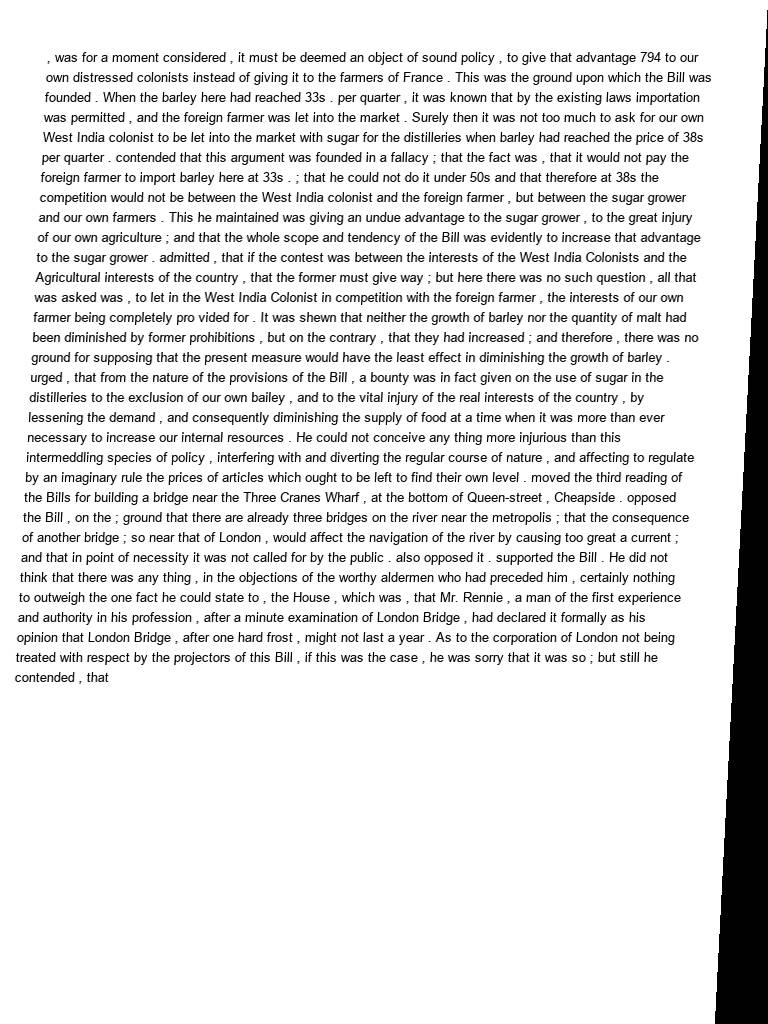 , was for a moment considered , it must be deemed an object of sound policy , to give that advantage 794 to our
own distressed colonists instead of giving it to the farmers of France . This was the ground upon which the Bill was
founded . When the barley here had reached 33s . per quarter , it was known that by the existing laws importation
was permitted , and the foreign farmer was let into the market . Surely then it was not too much to ask for our own
West India colonist to be let into the market with sugar for the distilleries when barley had reached the price of 38s
per quarter . contended that this argument was founded in a fallacy ; that the fact was , that it would not pay the
foreign farmer to import barley here at 33s . ; that he could not do it under 50s and that therefore at 38s the
competition would not be between the West India colonist and the foreign farmer , but between the sugar grower
and our own farmers . This he maintained was giving an undue advantage to the sugar grower , to the great injury
of our own agriculture ; and that the whole scope and tendency of the Bill was evidently to increase that advantage
to the sugar grower . admitted , that if the contest was between the interests of the West India Colonists and the
Agricultural interests of the country , that the former must give way ; but here there was no such question , all that
was asked was , to let in the West India Colonist in competition with the foreign farmer , the interests of our own
farmer being completely pro vided for . It was shewn that neither the growth of barley nor the quantity of malt had
been diminished by former prohibitions , but on the contrary , that they had increased ; and therefore , there was no
ground for supposing that the present measure would have the least effect in diminishing the growth of barley .
urged , that from the nature of the provisions of the Bill , a bounty was in fact given on the use of sugar in the
distilleries to the exclusion of our own bailey , and to the vital injury of the real interests of the country , by
lessening the demand , and consequently diminishing the supply of food at a time when it was more than ever
necessary to increase our internal resources . He could not conceive any thing more injurious than this
intermeddling species of policy , interfering with and diverting the regular course of nature , and affecting to regulate
by an imaginary rule the prices of articles which ought to be left to find their own level . moved the third reading of
the Bills for building a bridge near the Three Cranes Wharf , at the bottom of Queen-street , Cheapside . opposed
the Bill , on the ; ground that there are already three bridges on the river near the metropolis ; that the consequence
of another bridge ; so near that of London , would affect the navigation of the river by causing too great a current ;
and that in point of necessity it was not called for by the public . also opposed it . supported the Bill . He did not
think that there was any thing , in the objections of the worthy aldermen who had preceded him , certainly nothing
to outweigh the one fact he could state to , the House , which was , that Mr. Rennie , a man of the first experience
and authority in his profession , after a minute examination of London Bridge , had declared it formally as his
opinion that London Bridge , after one hard frost , might not last a year . As to the corporation of London not being
treated with respect by the projectors of this Bill , if this was the case , he was sorry that it was so ; but still he
contended , that